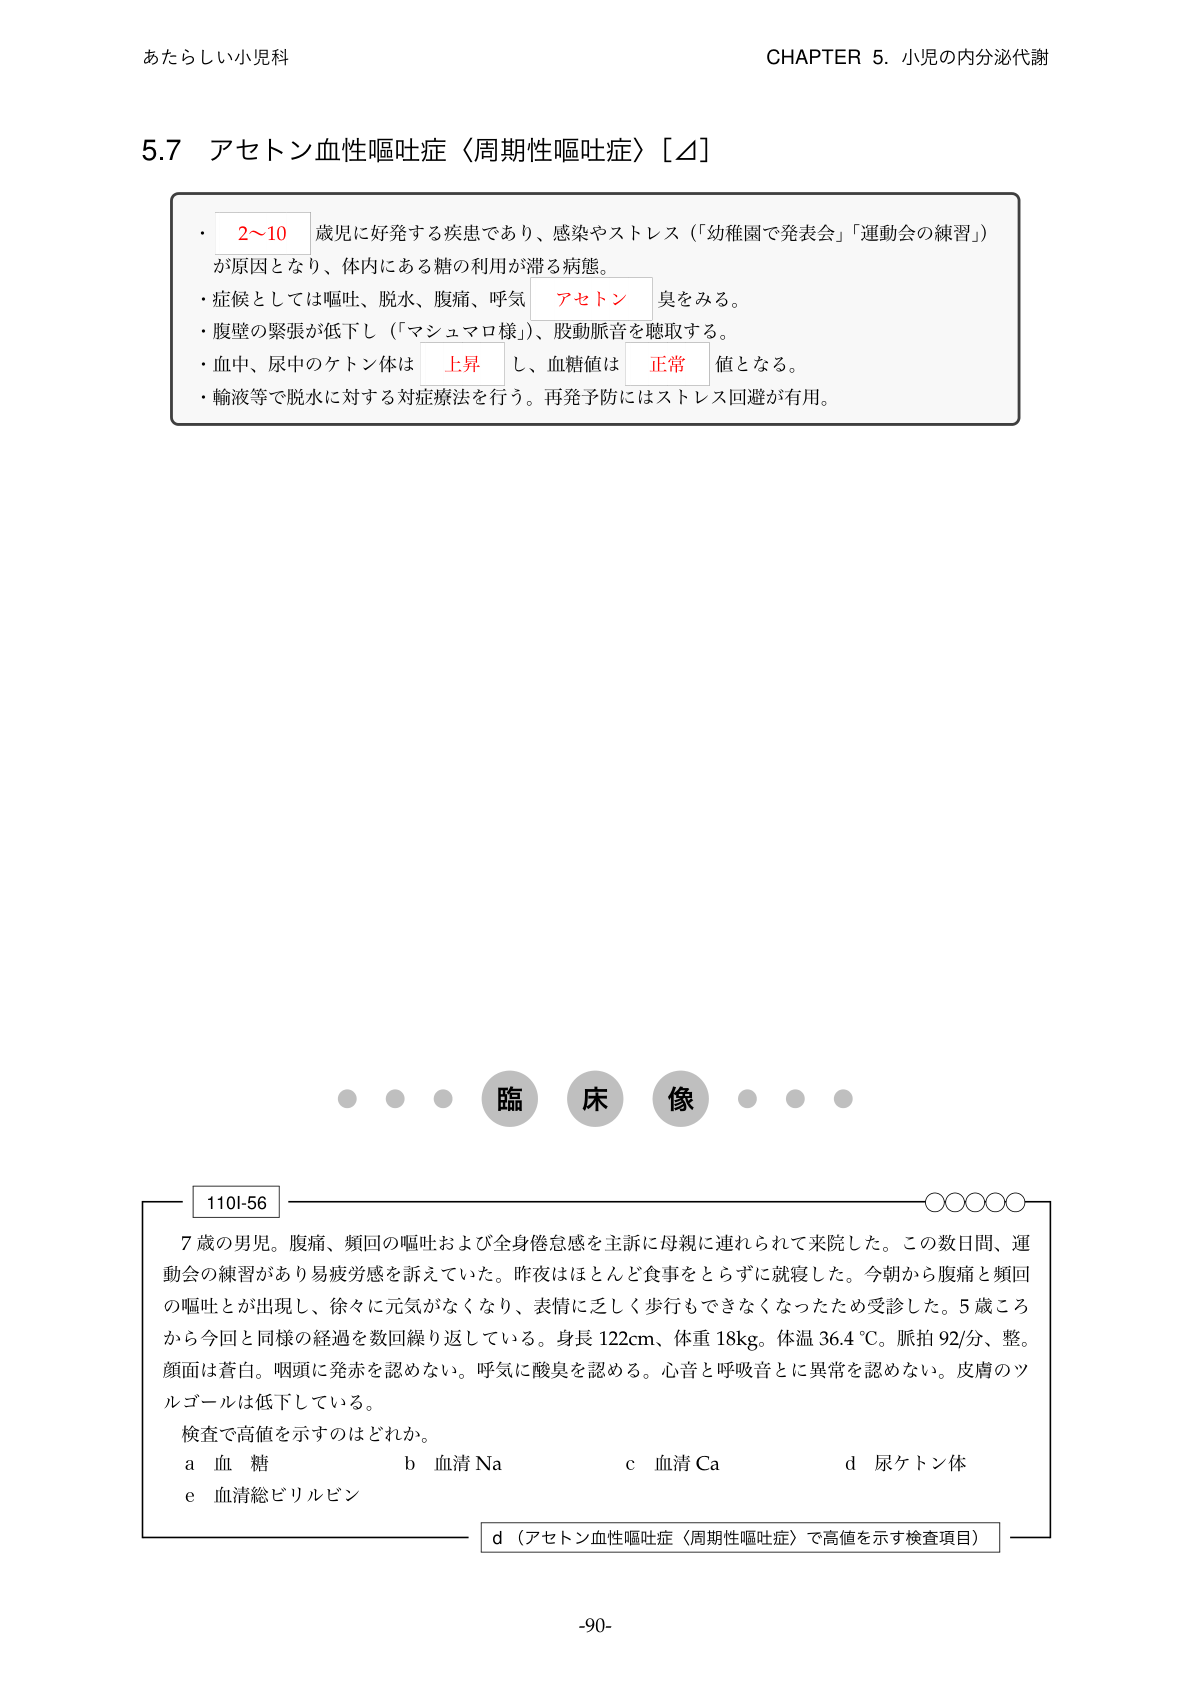 あたらしい小児科
CHAPTER 5. 小児の内分泌代謝
5.7 アセトン血性嘔吐症〈周期性嘔吐症〉[⊿]
・ 2〜10 歳児に好発する疾患であり、感染やストレス（「幼稚園で発表会」「運動会の練習」）
が原因となり、体内にある糖の利用が滞る病態。
・症候としては嘔吐、脱水、腹痛、呼気 アセトン 臭をみる。
・腹壁の緊張が低下し（「マシュマロ様」）、股動脈音を聴取する。
・血中、尿中のケトン体は 上昇 し、血糖値は 正常 値となる。
・輸液等で脱水に対する対症療法を行う。再発予防にはストレス回避が有用。
臨 床 像
110I-56
7 歳の男児。腹痛、頻回の嘔吐および全身倦怠感を主訴に母親に連れられて来院した。この数日間、運
動会の練習があり易疲労感を訴えていた。昨夜はほとんど食事をとらずに就寝した。今朝から腹痛と頻回
の嘔吐とが出現し、徐々に元気がなくなり、表情に乏しく歩行もできなくなったため受診した。5 歳ころ
から今回と同様の経過を数回繰り返している。身長 122cm、体重 18kg。体温 36.4 ℃。脈拍 92/分、整。
顔面は蒼白。咽頭に発赤を認めない。呼気に酸臭を認める。心音と呼吸音とに異常を認めない。皮膚のツ
ルゴールは低下している。
検査で高値を示すのはどれか。
a 血 糖 b 血清 Na c 血清 Ca d 尿ケトン体
e 血清総ビリルビン
d（アセトン血性嘔吐症〈周期性嘔吐症〉で高値を示す検査項目）
-90-